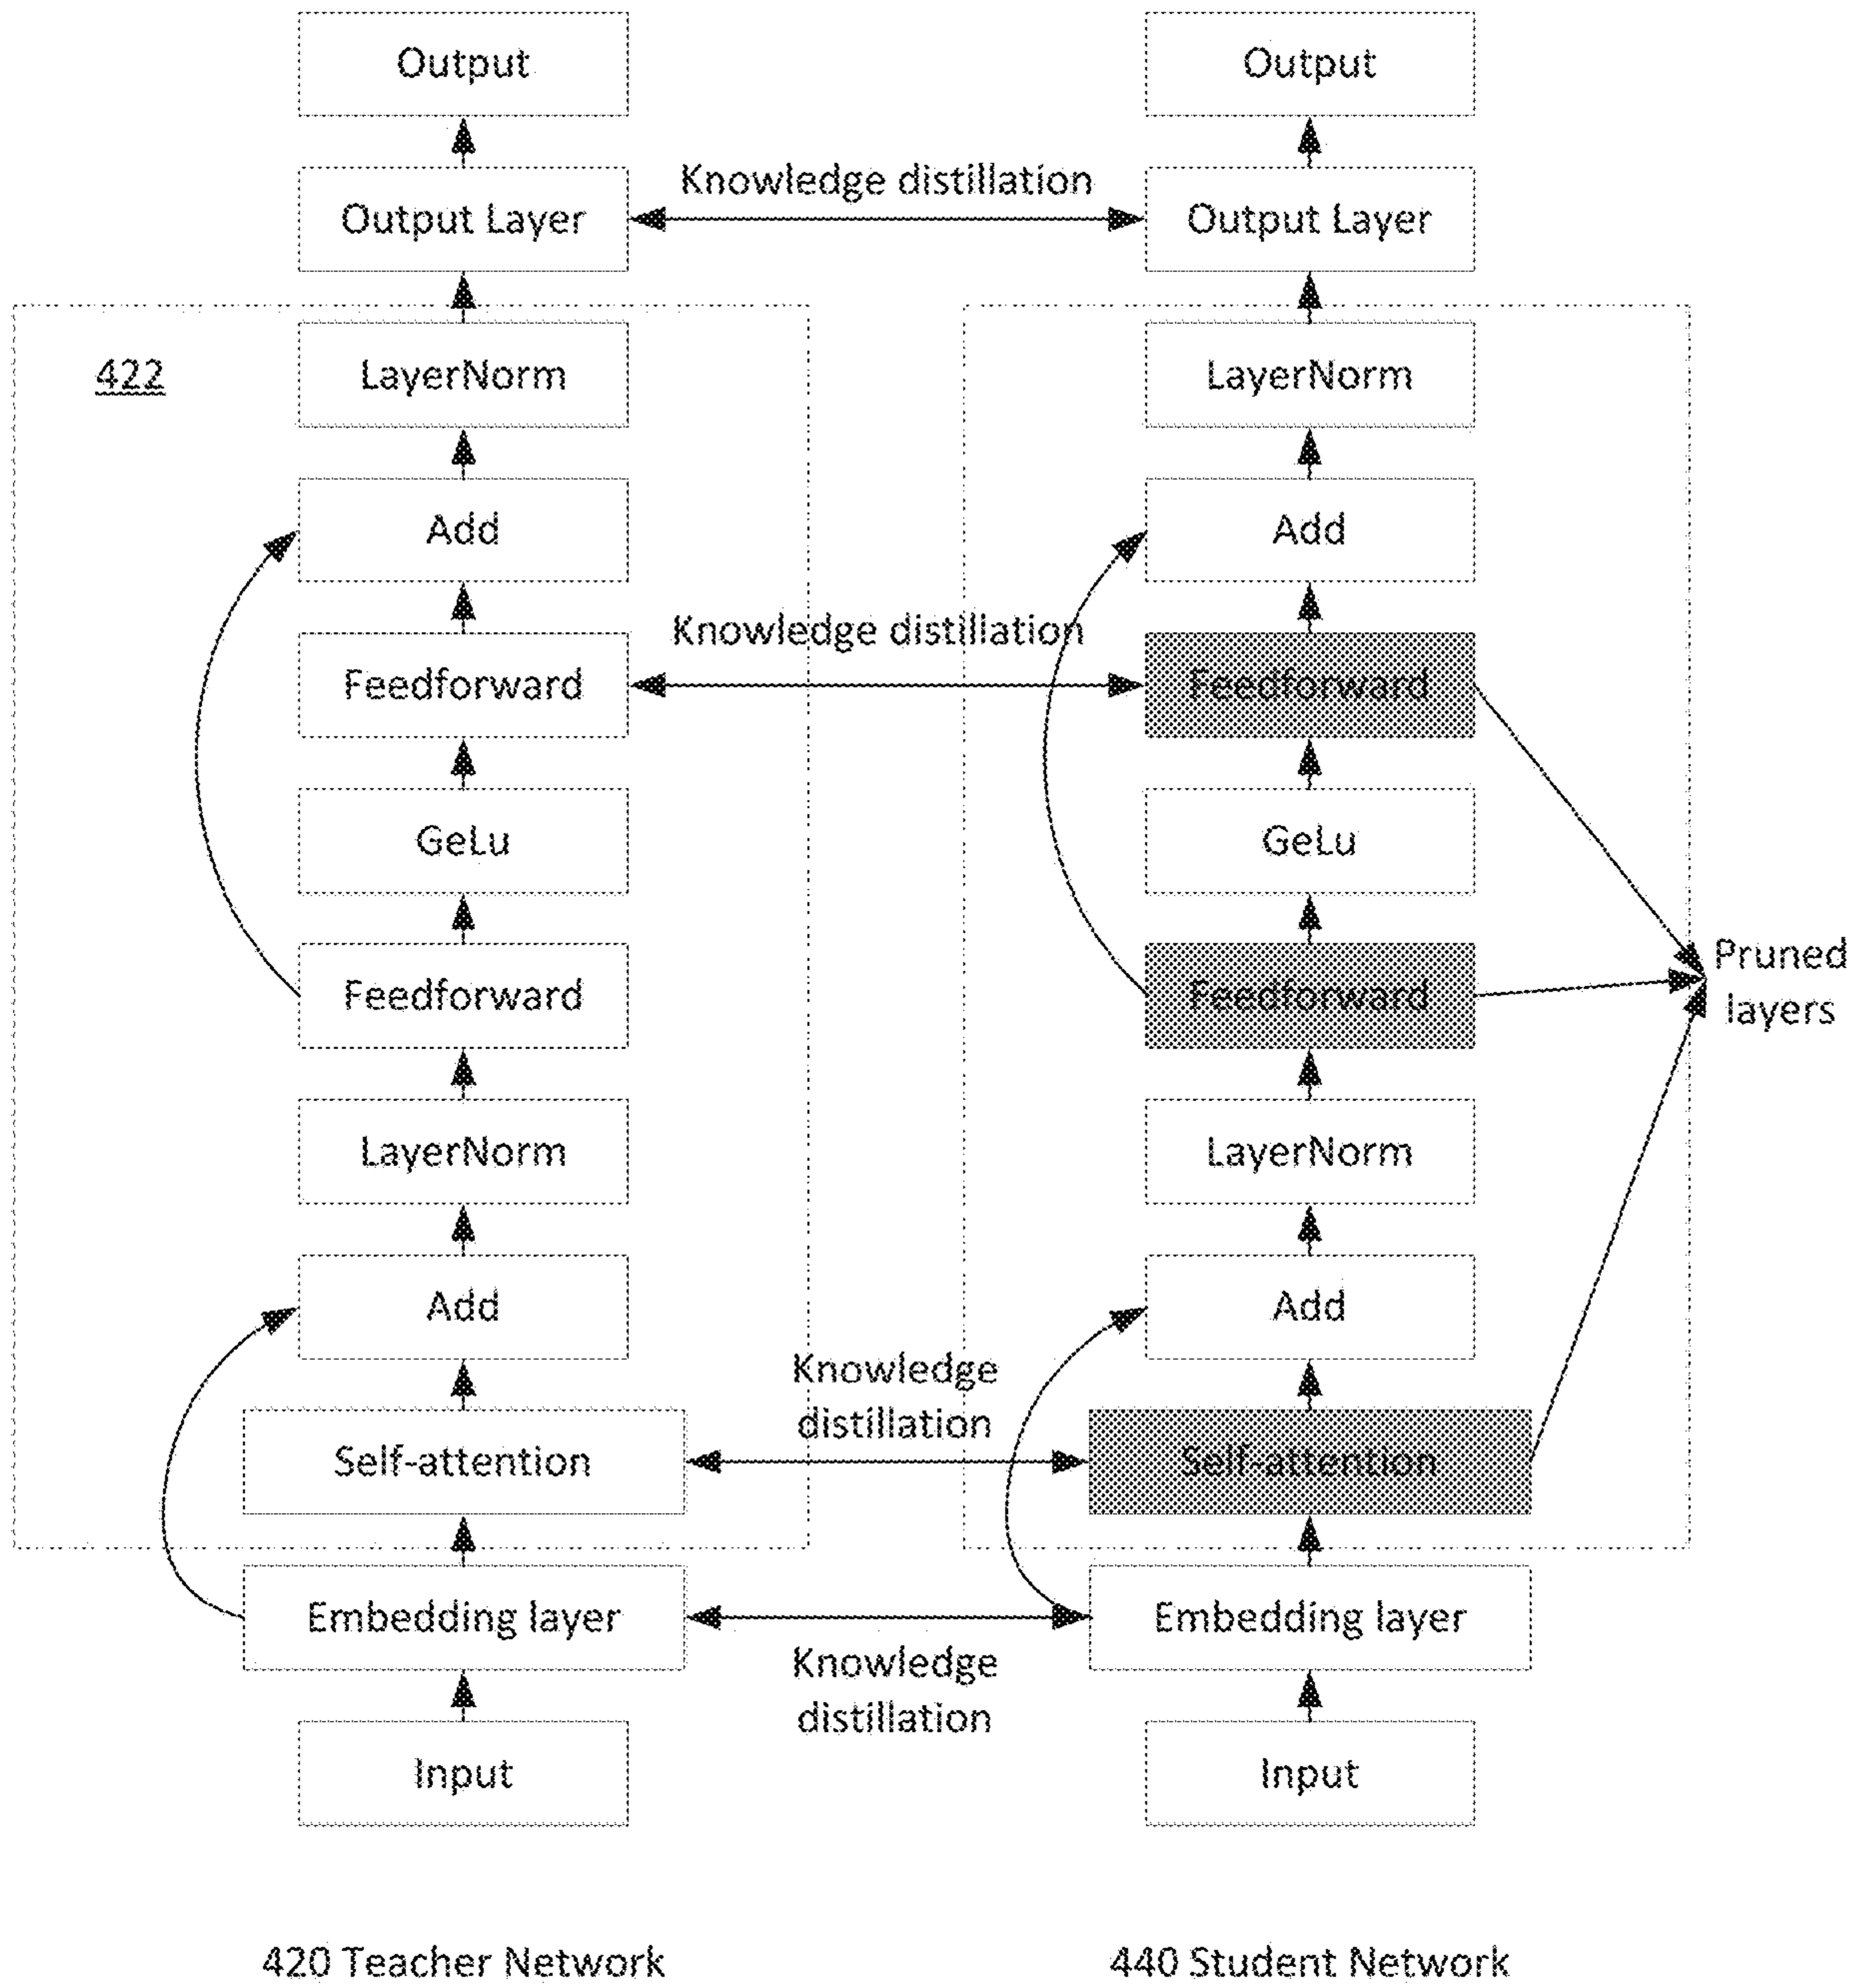 Output
Output
Knowledge distillation
Output Layer
Output Layer
422
LayerNorm
LayerNorm
Add
Add
Knowledge distillation
Feedforward
Feedforward
GeLu
GeLu
Pruned
layers
Feedforward
Feedforward
LayerNorm
LayerNorm
Add
Add
Knowledge
distillation
Self-attention
Self-attention
Embedding layer
Embedding layer
Knowledge
distillation
Input
Input
420 Teacher Network
440 Student Network